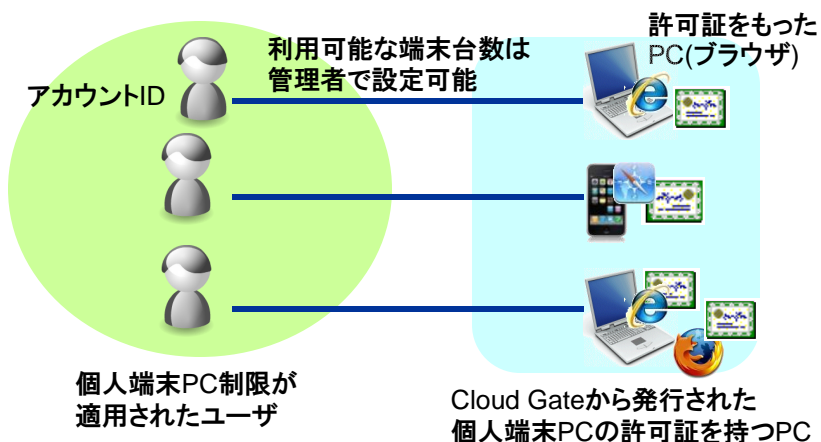 許可証をもった
PC(ブラウザ)
利用可能な端末台数は
管理者で設定可能
アカウントID
個人端末PC制限が
適用されたユーザ
Cloud Gateから発行された
個人端末PCの許可証を持つPC